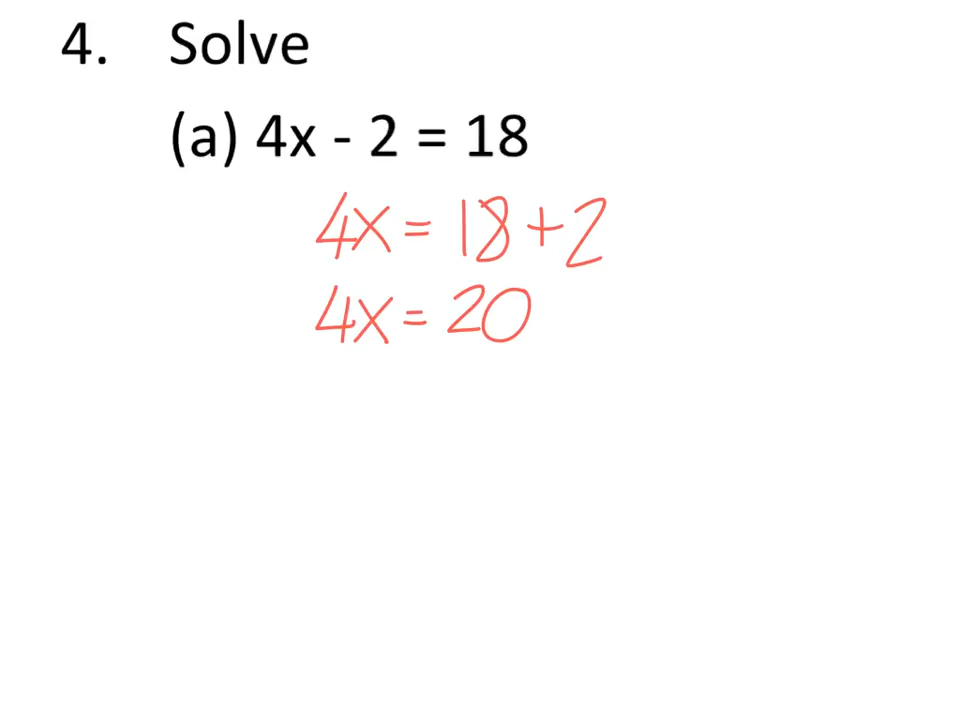 4. Solve
(a) 4x - 2 = 18
4x = 18 + 2
4x = 20